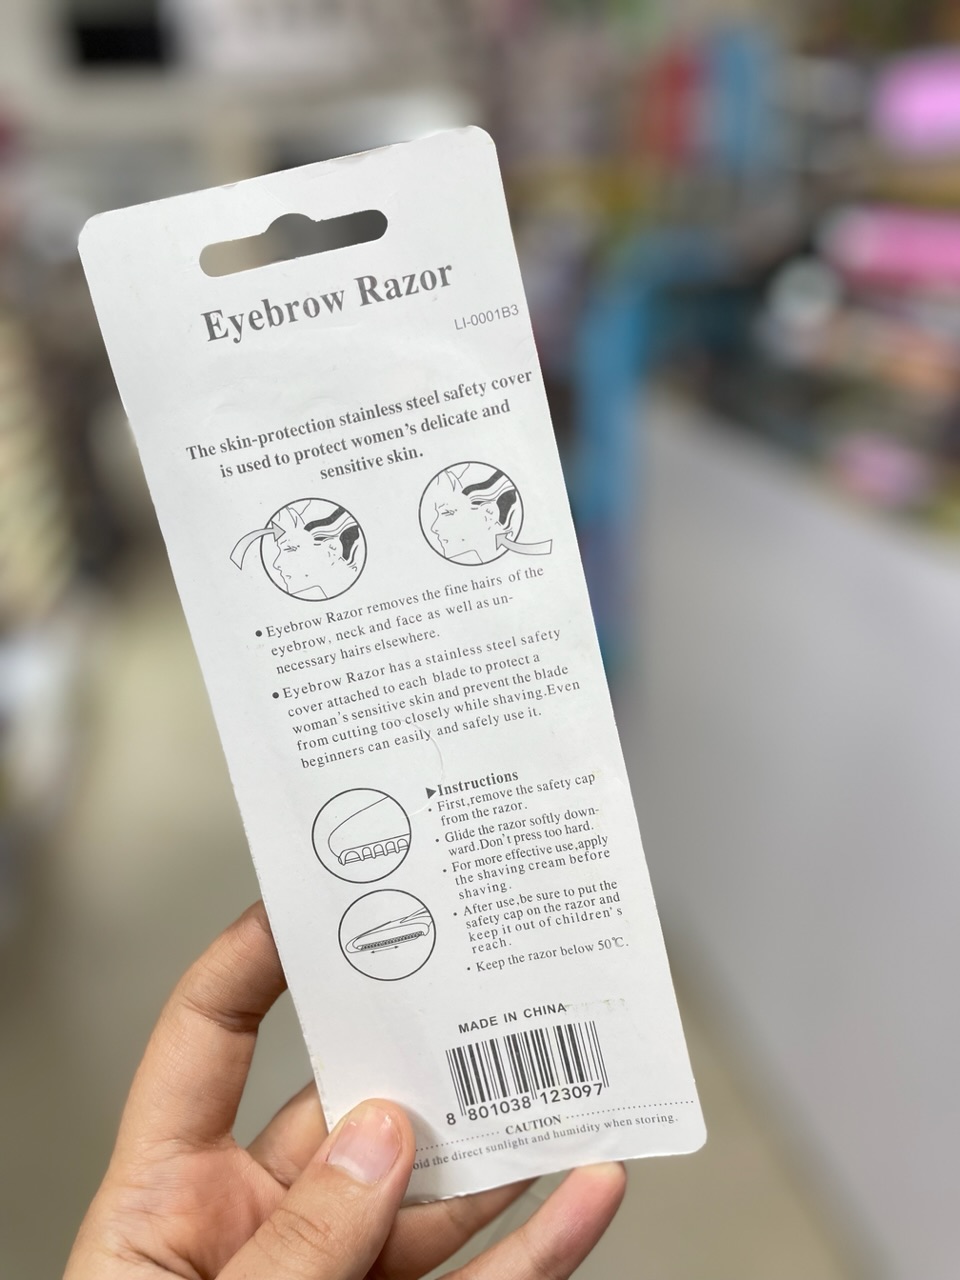 Eyebrow Razor
LI-0001B3
The skin-protection stainless steel safety cover
is used to protect women's delicate and
sensitive skin.
• Eyebrow Razor removes the fine hairs of the
eyebrow, neck and face as well as un-
necessary hairs elsewhere.
• Eyebrow Razor has a stainless steel safety
cover attached to each blade to protect a
woman's sensitive skin and prevent the blade
from cutting too closely while shaving.Even
beginners can easily and safely use it.
▶Instructions
• First,remove the safety cap
from the razor.
• Glide the razor softly down-
ward.Don't press too hard.
• For more effective use,apply
the shaving cream before
shaving.
• After use,be sure to put the
safety cap on the razor and
keep it out of children's
reach.
• Keep the razor below 50℃.
MADE IN CHINA
8 801038 123097
CAUTION
the direct sunlight and humidity when storing.